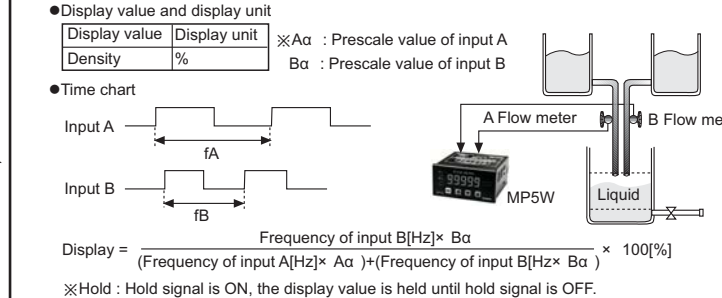 ●Display value and display unit
Display value Display unit
Density %
※Aα : Prescale value of input A
Bα : Prescale value of input B
●Time chart
Input A
fA
Input B
fB
A Flow meter
B Flow me
99999
MP5W
Liquid
Display = Frequency of input B[Hz]× Bα
(Frequency of input A[Hz]× Aα )+(Frequency of input B[Hz× Bα )
× 100[%]
※Hold : Hold signal is ON, the display value is held until hold signal is OFF.